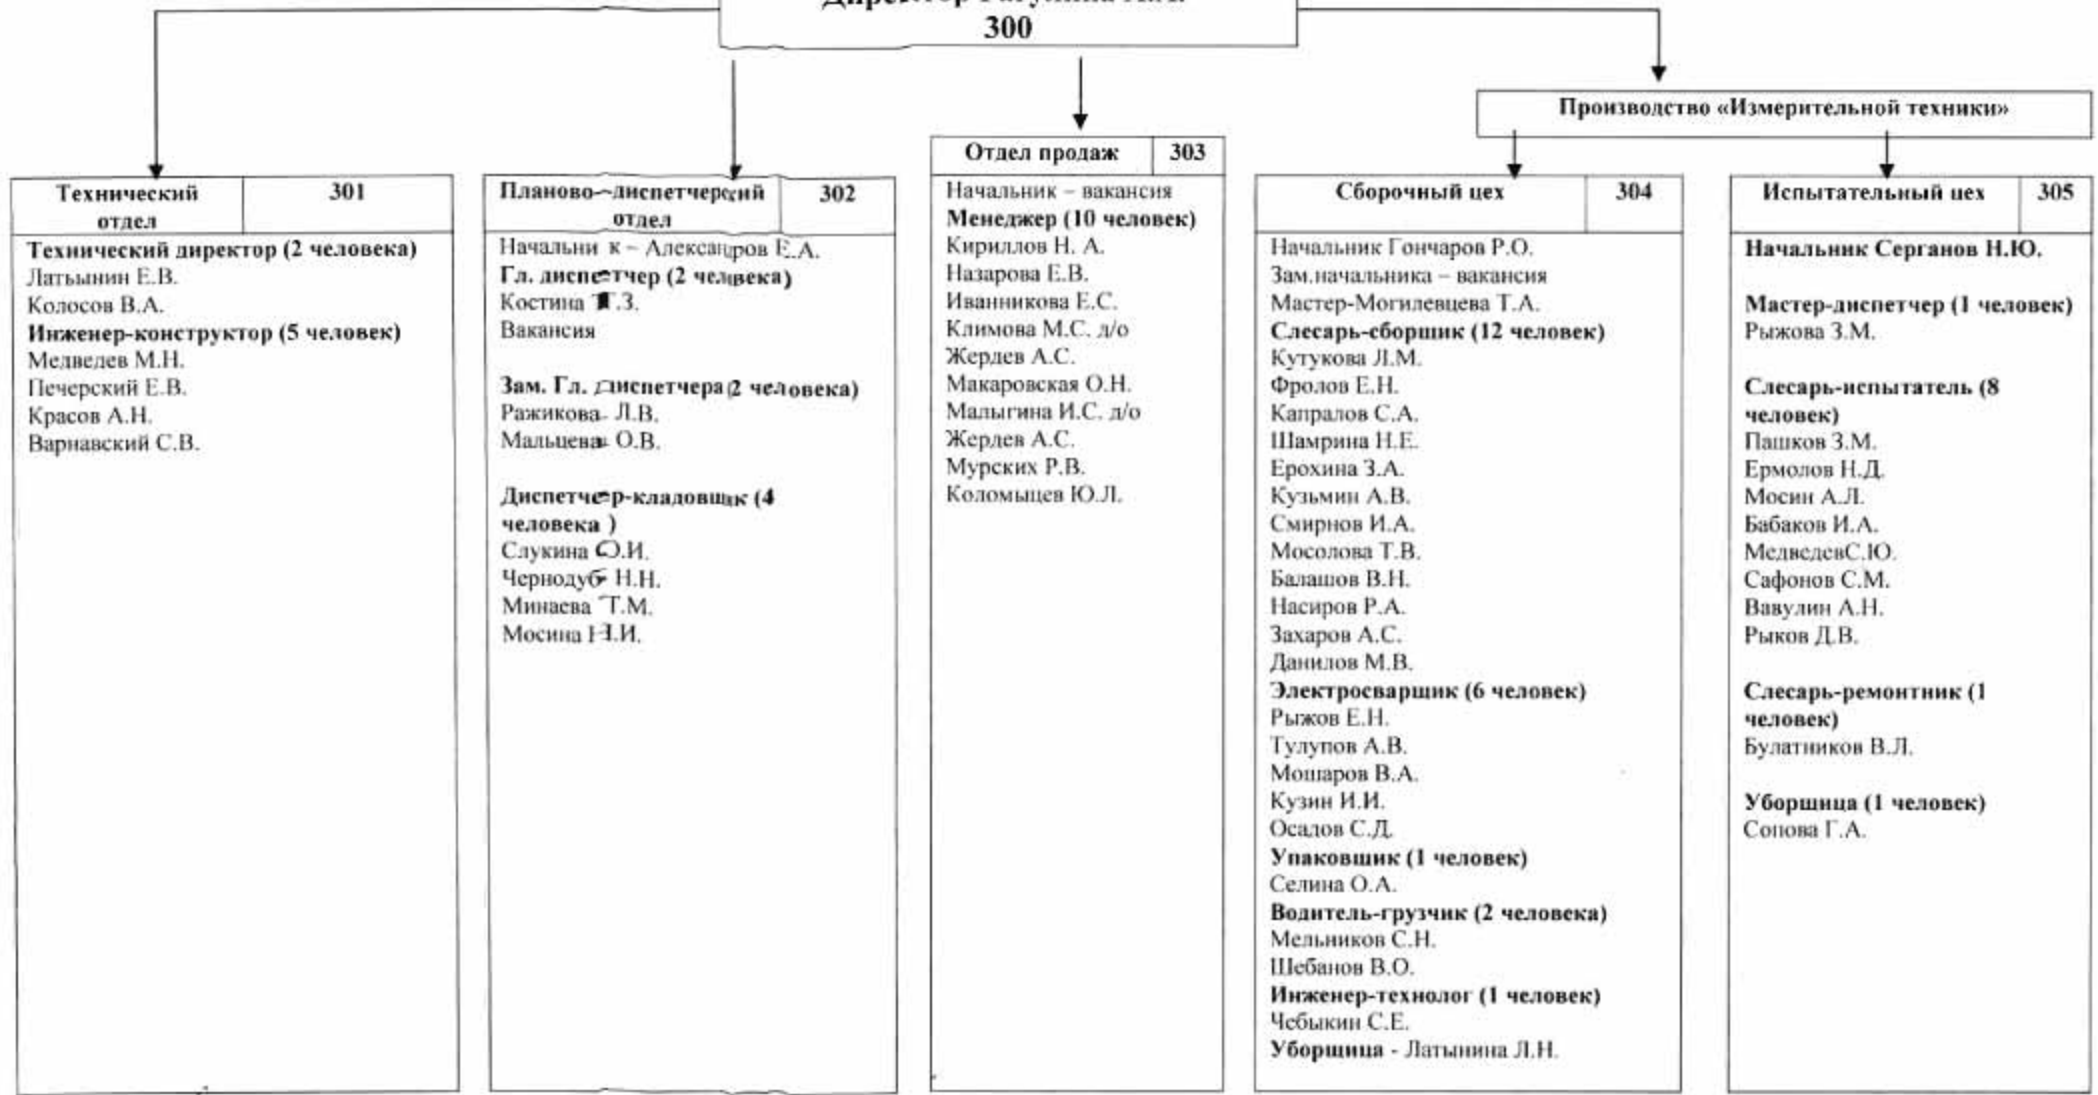 300
Производство «Измерительной техники»
Технический
отдел
301
Технический директор (2 человека)
Латьынин Е.В.
Колосов В.А.
Инженер-конструктор (5 человек)
Медведев М.Н.
Печерский Е.В.
Красов А.Н.
Варнавский С.В.
Планово-диспетчерский
отдел
302
Начальник – Александров Е.А.
Гл. диспетчер (2 человека)
Костина Т.З.
Вакансия
Зам. Гл. диспетчера(2 человека)
Ражикова Л.В.
Мальцева О.В.
Диспетчер-кладовщик (4
человека )
Слукина О.И.
Чернодуб Н.Н.
Минаева Т.М.
Мосина Н.И.
Отдел продаж
303
Начальник – вакансия
Менеджер (10 человек)
Кириллов Н. А.
Назарова Е.В.
Иванникова Е.С.
Климова М.С. д/о
Жердев А.С.
Макаровская О.Н.
Малыгина И.С. д/о
Жердев А.С.
Мурских Р.В.
Коломыцев Ю.Л.
Сборочный цех
304
Начальник Гончаров Р.О.
Зам.начальника – вакансия
Мастер-Могилевцева Т.А.
Слесарь-сборщик (12 человек)
Кутукова Л.М.
Фролов Е.Н.
Капралов С.А.
Шамрина Н.Е.
Ерохина З.А.
Кузьмин А.В.
Смирнов И.А.
Мосолова Т.В.
Балашов В.Н.
Насиров Р.А.
Захаров А.С.
Данилов М.В.
Электросварщик (6 человек)
Рыжов Е.Н.
Тулупов А.В.
Мошаров В.А.
Кузин И.И.
Осадов С.Д.
Упаковщик (1 человек)
Селина О.А.
Водитель-грузчик (2 человека)
Мельников С.Н.
Шебанов В.О.
Инженер-технолог (1 человек)
Чебыкин С.Е.
Уборщица - Латынина Л.Н.
Испытательный цех
305
Начальник Серганов Н.Ю.
Мастер-диспетчер (1 человек)
Рыжова З.М.
Слесарь-испытатель (8
человек)
Пашков З.М.
Ермолов Н.Д.
Мосин А.Л.
Бабаков И.А.
МедведевС.Ю.
Сафонов С.М.
Вавулин А.Н.
Рыков Д.В.
Слесарь-ремонтник (1
человек)
Булатников В.Л.
Уборщица (1 человек)
Сопова Г.А.